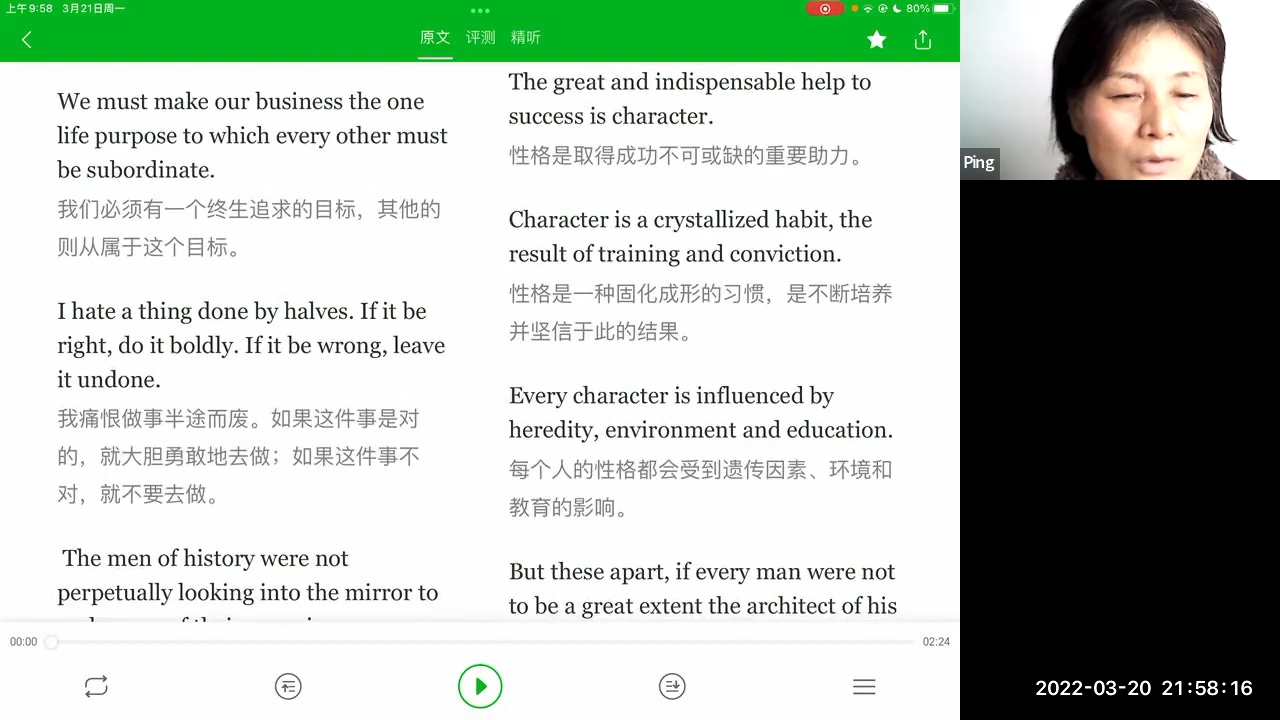 上午9:58 3月21日周一
80%
原文 评测 精听
We must make our business the one
life purpose to which every other must
be subordinate.
我们必须有一个终生追求的目标，其他的
则从属于这个目标。
I hate a thing done by halves. If it be
right, do it boldly. If it be wrong, leave
it undone.
我痛恨做事半途而废。如果这件事是对
的，就大胆勇敢地去做；如果这件事不
对，就不要去做。
The men of history were not
perpetually looking into the mirror to
The great and indispensable help to
success is character.
性格是取得成功不可或缺的重要助力。
Character is a crystallized habit, the
result of training and conviction.
性格是一种固化成形的习惯，是不断培养
并坚信于此的结果。
Every character is influenced by
heredity, environment and education.
每个人的性格都会受到遗传因素、环境和
教育的影响。
But these apart, if every man were not
to be a great extent the architect of his
00:00
02:24
Ping
2022-03-20 21:58:16